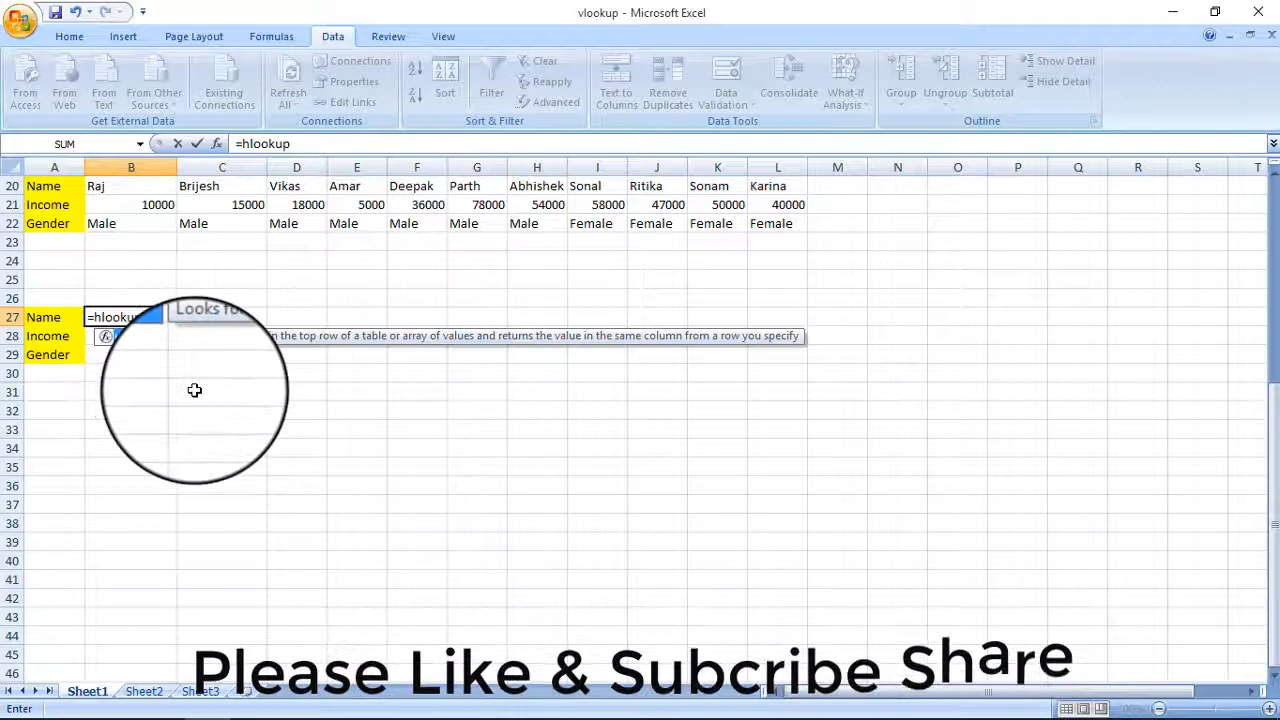 vlookup - Microsoft Excel
Home Insert Page Layout Formulas Data Review View
From Access From Web From Text From Other Sources Existing Connections Refresh All Connections Properties Edit Links Sort Filter Clear Reapply Advanced Text to Columns Remove Duplicates Data Validation Consolidate What-If Analysis Group Ungroup Subtotal Show Detail Hide Detail
Get External Data Connections Sort & Filter Data Tools Outline
SUM =hlookup
A B C D E F G H I J K L M N O P Q R S T
20 Name Raj Brijesh Vikas Amar Deepak Parth Abhishek Sonal Ritika Sonam Karina
21 Income 10000 15000 18000 5000 36000 78000 54000 58000 47000 50000 40000
22 Gender Male Male Male Male Male Male Male Female Female Female Female
23
24
25
26
27 Name =hlookup Looks
28 Income in the top row of a table or array of values and returns the value in the same column from a row you specify
29 Gender
30
31
32
33
34
35
36
37
38
39
40
41
42
43
44
45
46
Please Like & Subcribe Share
Sheet1 Sheet2 Sheet3
Enter